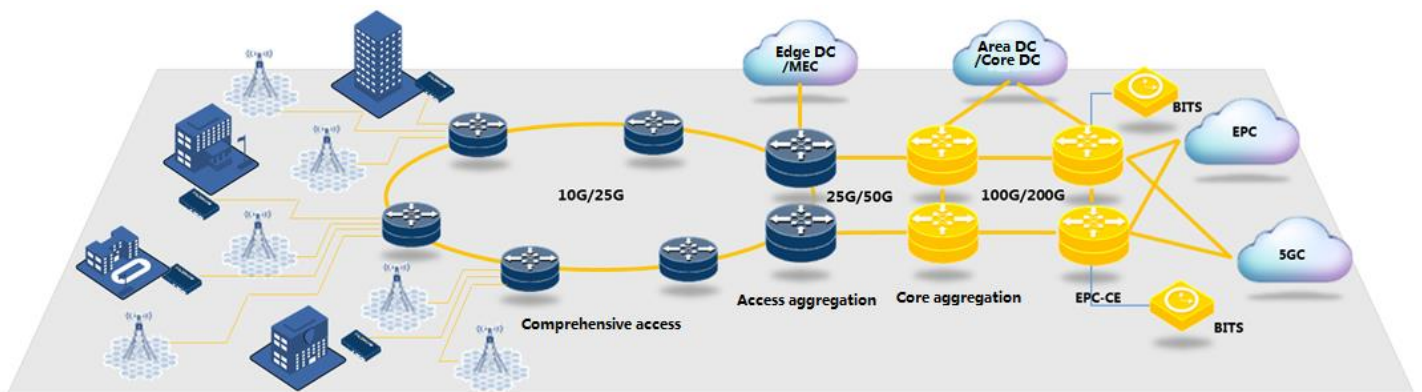 Edge DC
/MEC
Area DC
/Core DC
BITS
EPC
10G/25G
25G/50G
100G/200G
5GC
Access aggregation
Core aggregation
EPC-CE
Comprehensive access
BITS